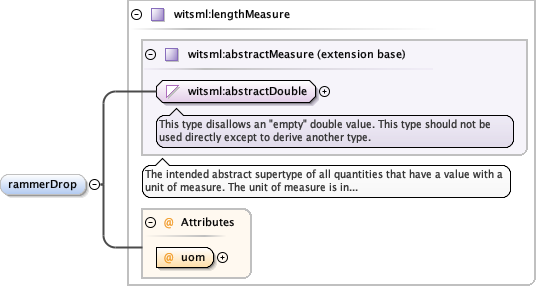 witsml:lengthMeasure
witsml:abstractMeasure (extension base)
witsml:abstractDouble
This type disallows an "empty" double value. This type should not be
used directly except to derive another type.
The intended abstract supertype of all quantities that have a value with a
unit of measure. The unit of measure is in...
rammerDrop
@ Attributes
@ uom